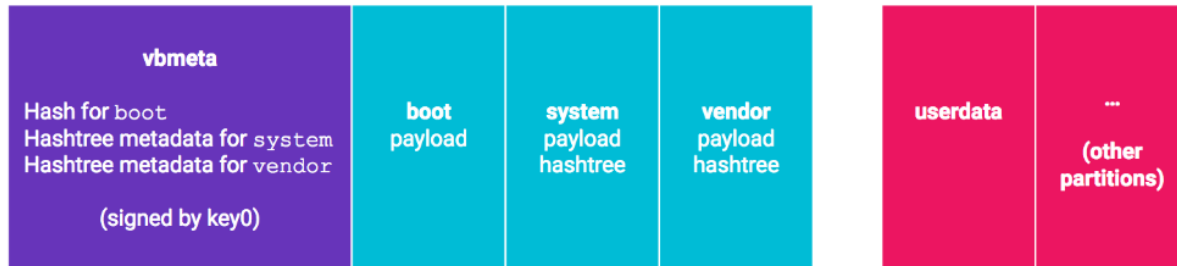 vbmeta
Hash for boot
Hashtree metadata for system
Hashtree metadata for vendor
(signed by key0)
boot
payload
system
payload
hashtree
vendor
payload
hashtree
userdata
...
(other
partitions)